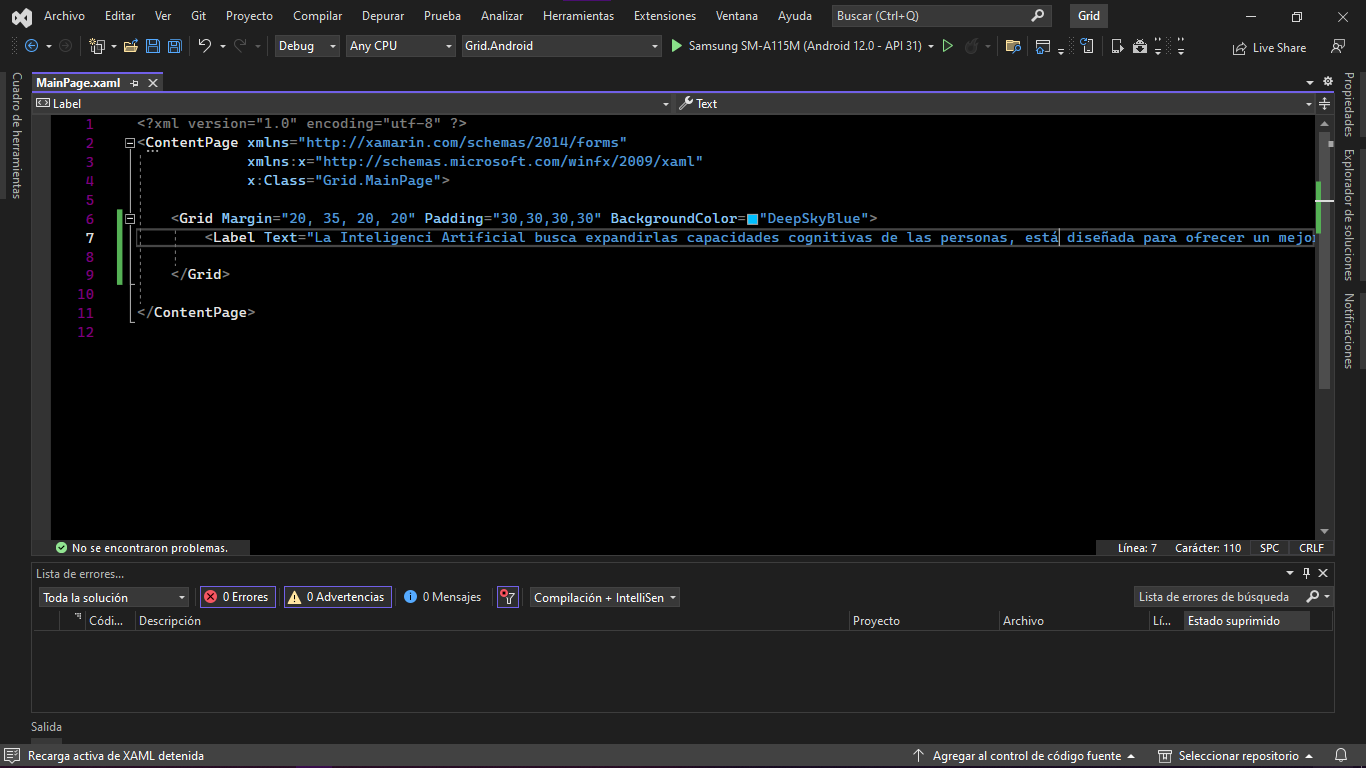 Archivo Editar Ver Git Proyecto Compilar Depurar Prueba Analizar Herramientas Extensiones Ventana Ayuda Buscar (Ctrl+Q) Grid
Debug Any CPU Grid.Android Samsung SM-A115M (Android 12.0 - API 31) Live Share
Cuadro de herramientas
MainPage.xaml
Label Text
1 <?xml version="1.0" encoding="utf-8" ?>
2 <ContentPage xmlns="http://xamarin.com/schemas/2014/forms"
3 xmlns:x="http://schemas.microsoft.com/winfx/2009/xaml"
4 x:Class="Grid.MainPage">
5
6 <Grid Margin="20, 35, 20, 20" Padding="30,30,30,30" BackgroundColor="DeepSkyBlue">
7 <Label Text="La Inteligenci Artificial busca expandirlas capacidades cognitivas de las personas, está diseñada para ofrecer un mejor
8
9 </Grid>
10
11 </ContentPage>
12
Propiedades
Explorador de soluciones
Notificaciones
No se encontraron problemas. Línea: 7 Carácter: 110 SPC CRLF
Lista de errores...
Toda la solución 0 Errores 0 Advertencias 0 Mensajes Compilación + IntelliSen Lista de errores de búsqueda
Códi... Descripción Proyecto Archivo Lí... Estado suprimido
Salida
Recarga activa de XAML detenida Agregar al control de código fuente Seleccionar repositorio